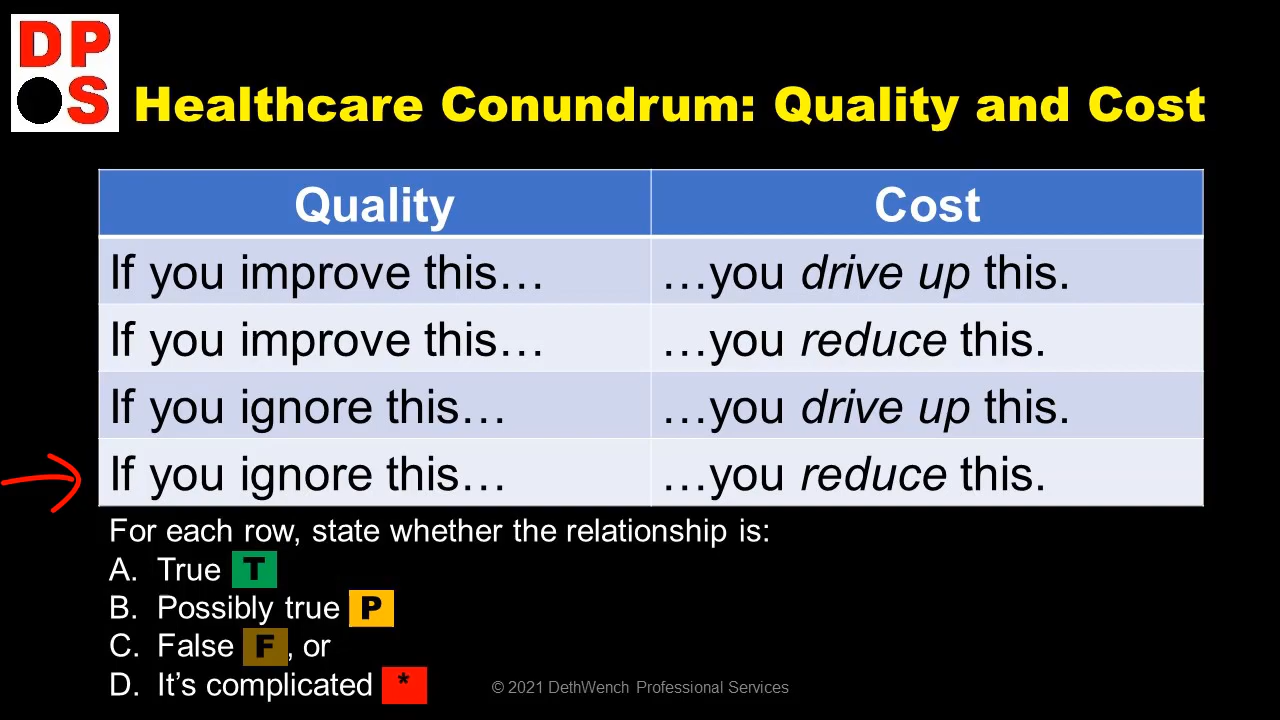 DP
S
Healthcare Conundrum: Quality and Cost
Quality Cost
If you improve this… …you drive up this.
If you improve this… …you reduce this.
If you ignore this… …you drive up this.
If you ignore this… …you reduce this.
For each row, state whether the relationship is:
A. True T
B. Possibly true P
C. False F, or
D. It’s complicated *
© 2021 DethWench Professional Services